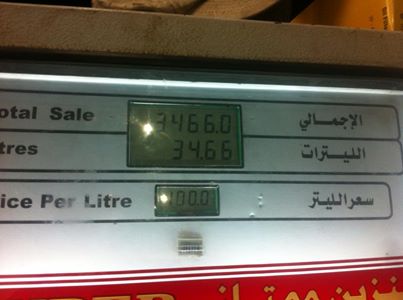 otal Sale 3466.0 الإجمالي
tres 34.66 الليترات
ice Per Litre 100.0 سعر الليتر